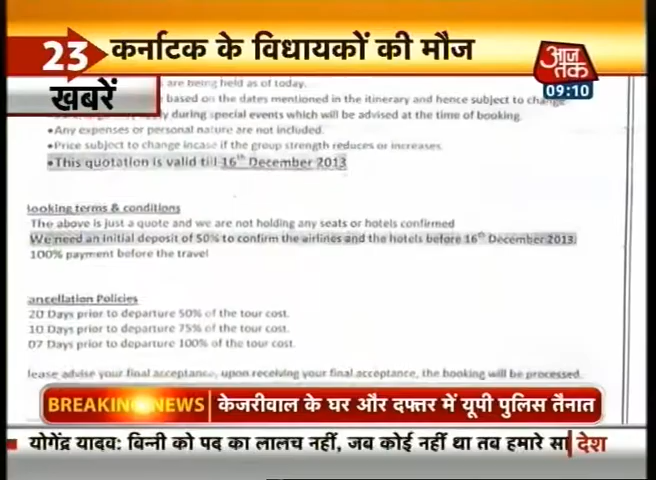 23 कर्नाटक के विधायकों की मौज
खबरें
आज तक
09:10
are being held as of today.
based on the dates mentioned in the itinerary and hence subject to change
during special events which will be advised at the time of booking.
•Any expenses or personal nature are not included.
•Price subject to change incase if the group strength reduces or increases.
•This quotation is valid till 16th December 2013
looking terms & conditions
The above is just a quote and we are not holding any seats or hotels confirmed
We need an initial deposit of 50% to confirm the airlines and the hotels before 16th December 2013.
100% payment before the travel
ancellation Policies
20 Days prior to departure 50% of the tour cost.
10 Days prior to departure 75% of the tour cost.
07 Days prior to departure 100% of the tour cost.
lease advise your final acceptance, upon receiving your final acceptance, the booking will be processed.
BREAKING NEWS केजरीवाल के घर और दफ्तर में यूपी पुलिस तैनात
योगेंद्र यादव: बिन्नी को पद का लालच नहीं, जब कोई नहीं था तब हमारे सा देश